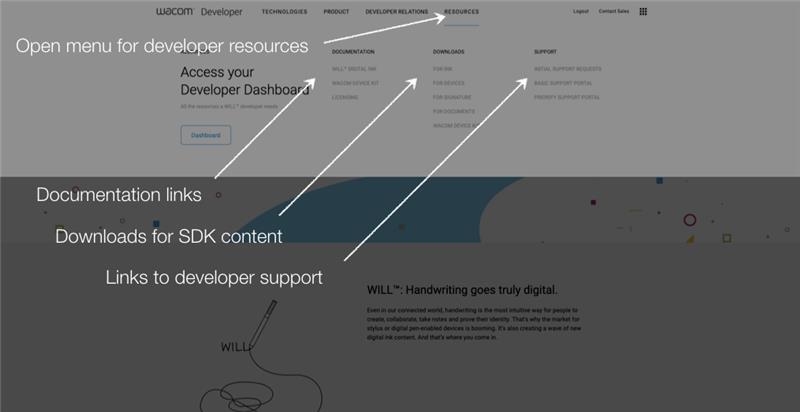 wacom Developer
TECHNOLOGIES PRODUCT DEVELOPER RELATIONS RESOURCES
Logout Contact Sales
Open menu for developer resources
DOCUMENTATION DOWNLOADS SUPPORT
Access your
Developer Dashboard
All the resources a WILL™ developer needs
Dashboard
WILL™ DIGITAL INK
WACOM DEVICE KIT
LICENSING
FOR INK
FOR DEVICES
FOR SIGNATURE
FOR DOCUMENTS
WACOM DEVICE KIT
INITIAL SUPPORT REQUESTS
BASIC SUPPORT PORTAL
PRIORITY SUPPORT PORTAL
Documentation links
Downloads for SDK content
Links to developer support
WILL
WILL™: Handwriting goes truly digital.
Even in our connected world, handwriting is the most intuitive way for people to
create, collaborate, take notes and prove their identity. That's why the market for
stylus or digital pen-enabled devices is booming. It's also creating a wave of new
digital ink content. And that's where you come in.